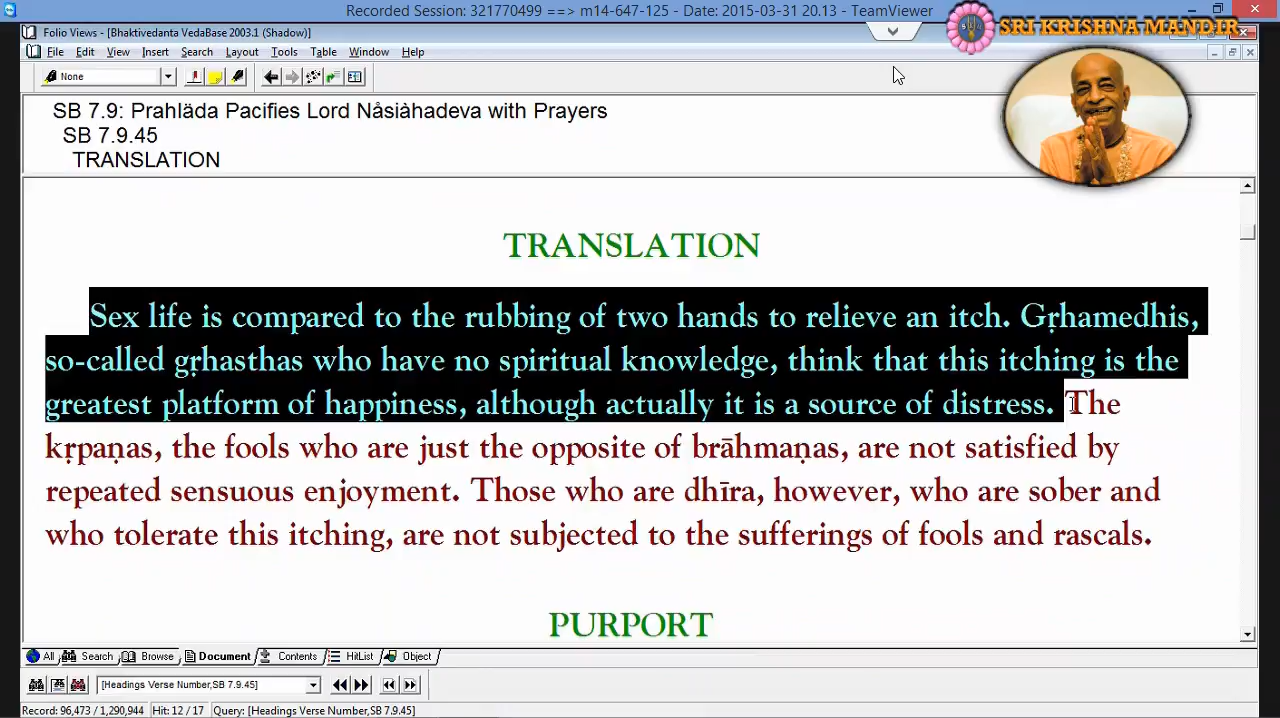 Recorded Session: 321770499 ==> m14-647-125 - Date: 2015-03-31 20.13 - TeamViewer
SRI KRISHNA MANDIR
Folio Views - [Bhaktivedanta VedaBase 2003.1 (Shadow)]
File Edit View Insert Search Layout Tools Table Window Help
None
SB 7.9: Prahläda Pacifies Lord Nåsiàhadeva with Prayers
SB 7.9.45
TRANSLATION
TRANSLATION
Sex life is compared to the rubbing of two hands to relieve an itch. Gṛhamedhis,
so-called gṛhasthas who have no spiritual knowledge, think that this itching is the
greatest platform of happiness, although actually it is a source of distress. The
kṛpaṇas, the fools who are just the opposite of brāhmaṇas, are not satisfied by
repeated sensuous enjoyment. Those who are dhīra, however, who are sober and
who tolerate this itching, are not subjected to the sufferings of fools and rascals.
PURPORT
All Search Browse Document Contents HitList Object
[Headings Verse Number,SB 7.9.45]
Record: 96,473 / 1,290,944 Hit: 12 / 17 Query: [Headings Verse Number,SB 7.9.45]